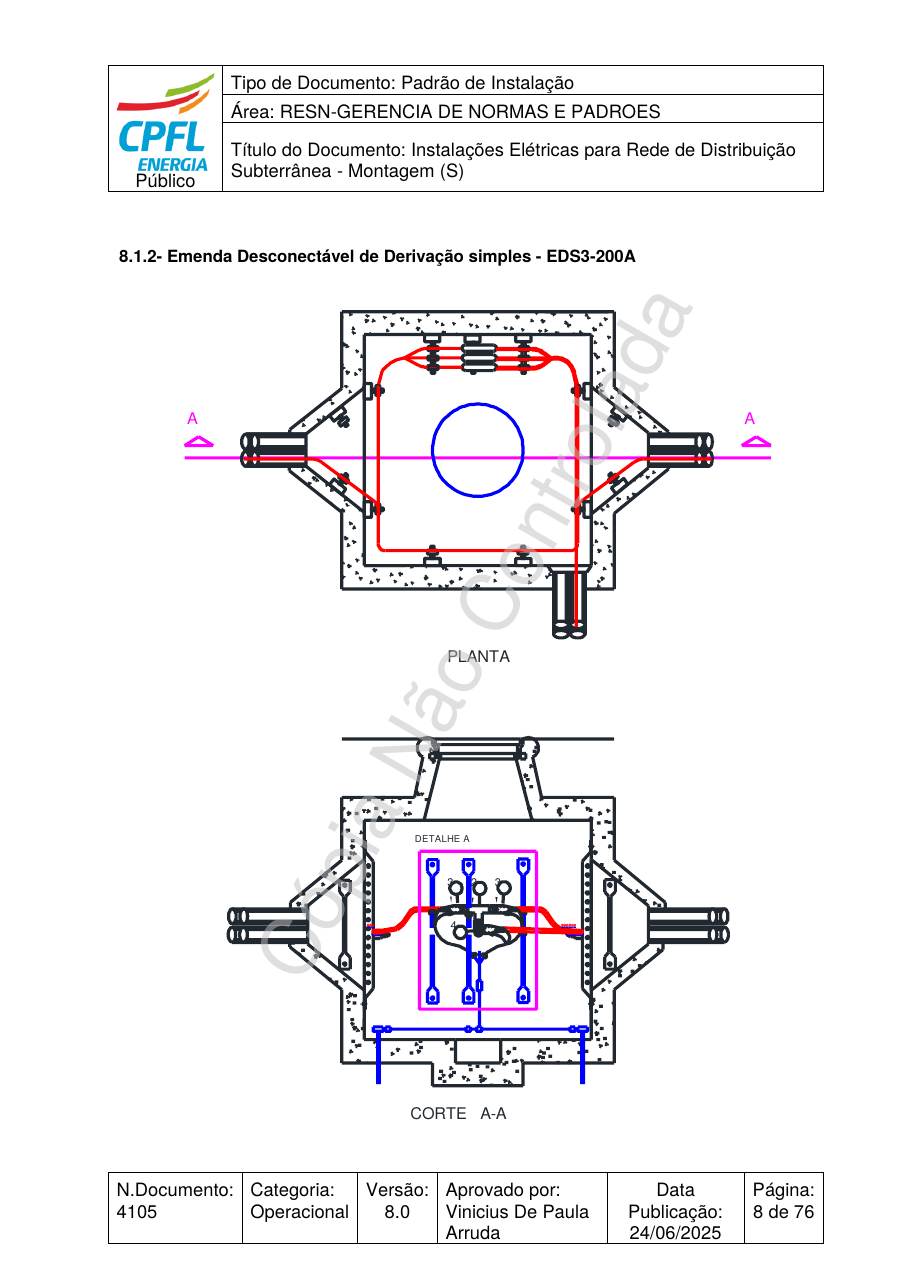 CPFL
ENERGIA
Público
Tipo de Documento: Padrão de Instalação
Área: RESN-GERENCIA DE NORMAS E PADROES
Título do Documento: Instalações Elétricas para Rede de Distribuição
Subterrânea - Montagem (S)
8.1.2- Emenda Desconectável de Derivação simples - EDS3-200A
A
A
PLANTA
Cópia Não Controlada
DETALHE A
4
CORTE A-A
N.Documento:
4105
Categoria:
Operacional
Versão:
8.0
Aprovado por:
Vinicius De Paula
Arruda
Data
Publicação:
24/06/2025
Página:
8 de 76